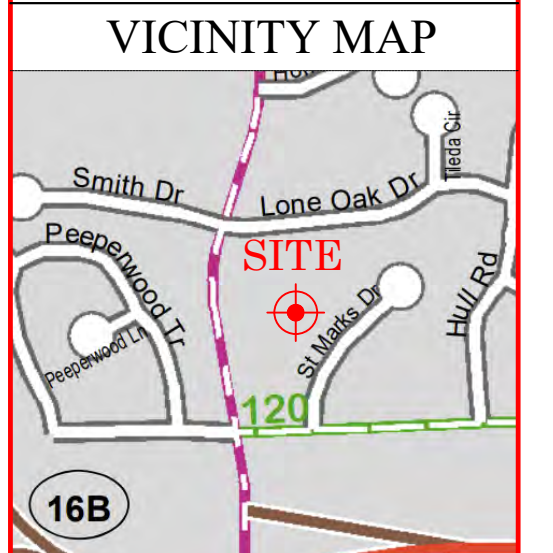 VICINITY MAP
Smith Dr
Lone Oak Dr
Tileda Cir
Peeperwood Tr
SITE
Hull Rd
St Marks Dr
Peeperwood Ln
120
16B